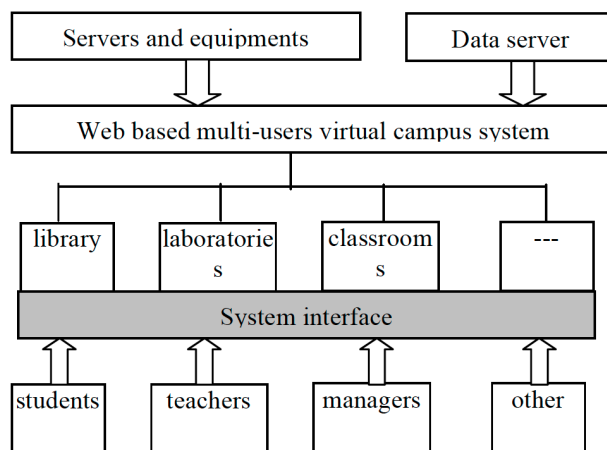 Servers and equipments
Data server
Web based multi-users virtual campus system
library
laboratorie
s
classroom
s
---
System interface
students
teachers
managers
other